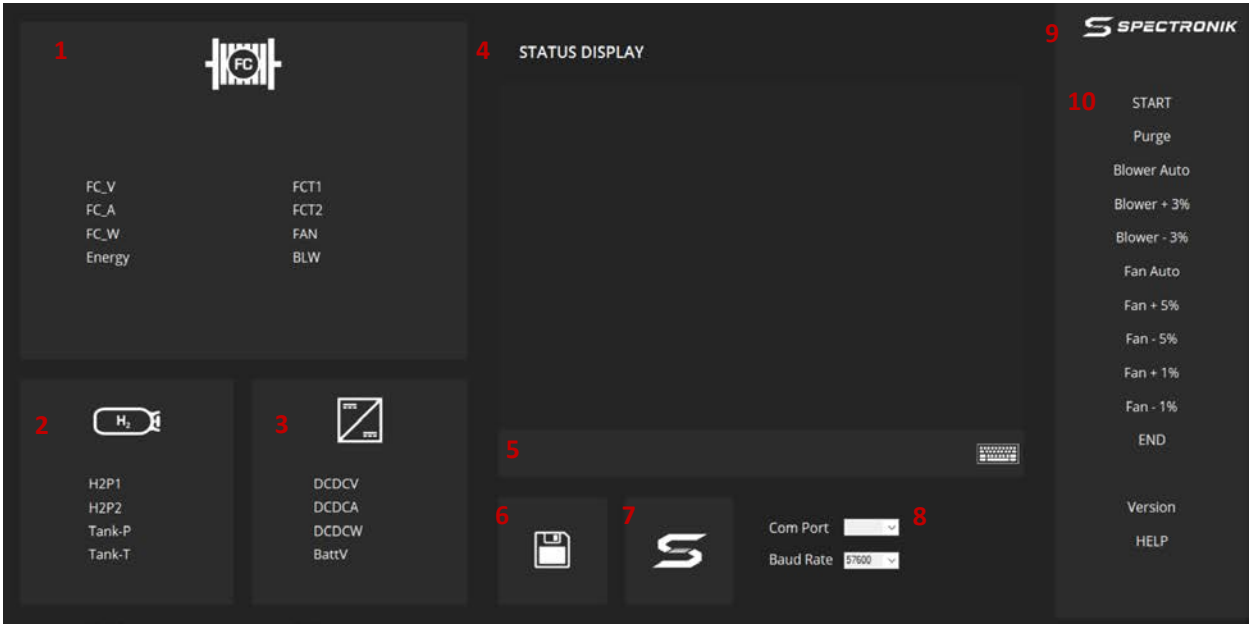 1
FC
FC_V
FC_A
FC_W
Energy
FCT1
FCT2
FAN
BLW
2
H₂
H2P1
H2P2
Tank-P
Tank-T
3
DCDCV
DCDCA
DCDCW
BattV
4 STATUS DISPLAY
5
6
7
Com Port
8
Baud Rate 57600
9 SPECTRONIK
10 START
Purge
Blower Auto
Blower + 3%
Blower - 3%
Fan Auto
Fan + 5%
Fan - 5%
Fan + 1%
Fan - 1%
END
Version
HELP